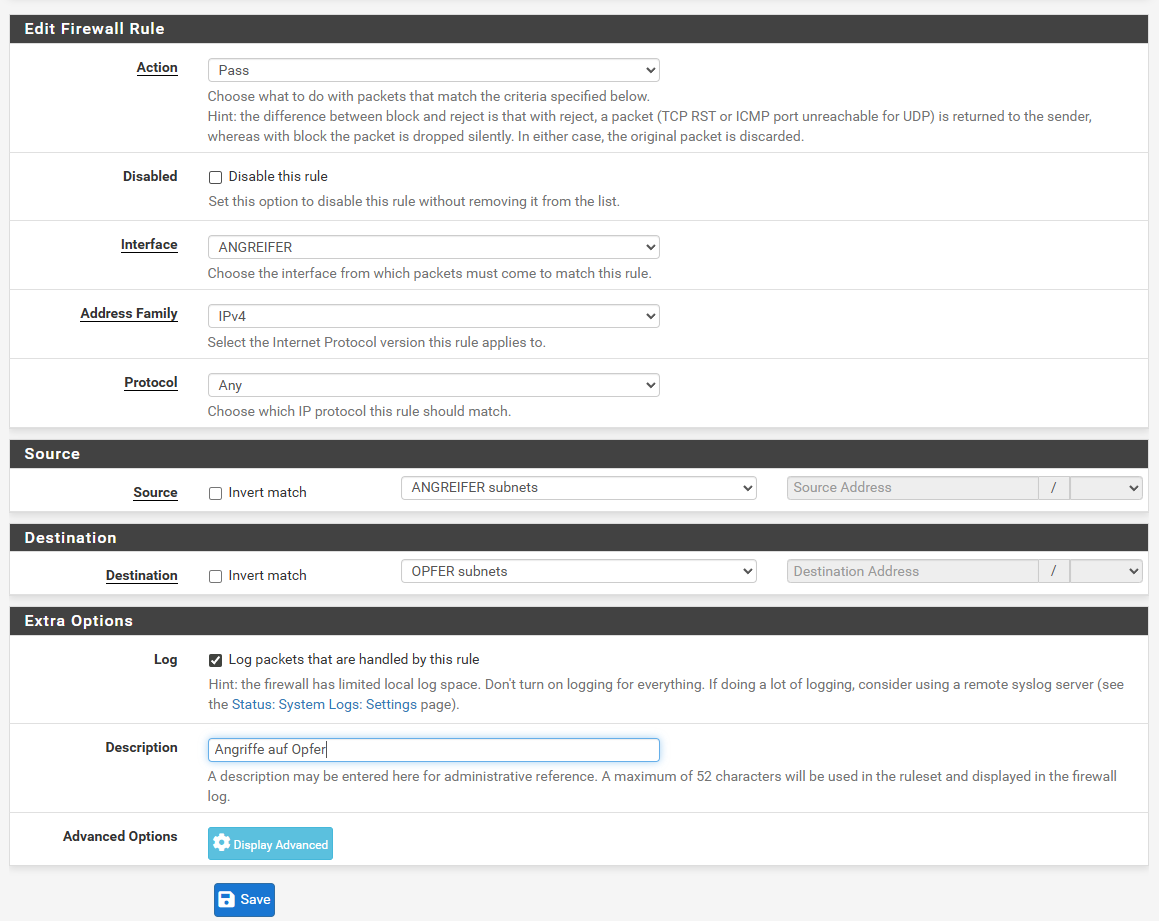 Edit Firewall Rule
Action
Pass
Choose what to do with packets that match the criteria specified below.
Hint: the difference between block and reject is that with reject, a packet (TCP RST or ICMP port unreachable for UDP) is returned to the sender,
whereas with block the packet is dropped silently. In either case, the original packet is discarded.
Disabled
Disable this rule
Set this option to disable this rule without removing it from the list.
Interface
ANGREIFER
Choose the interface from which packets must come to match this rule.
Address Family
IPv4
Select the Internet Protocol version this rule applies to.
Protocol
Any
Choose which IP protocol this rule should match.
Source
Source
Invert match
ANGREIFER subnets
Source Address
/
Destination
Destination
Invert match
OPFER subnets
Destination Address
/
Extra Options
Log
Log packets that are handled by this rule
Hint: the firewall has limited local log space. Don't turn on logging for everything. If doing a lot of logging, consider using a remote syslog server (see
the Status: System Logs: Settings page).
Description
Angriffe auf Opfer
A description may be entered here for administrative reference. A maximum of 52 characters will be used in the ruleset and displayed in the firewall
log.
Advanced Options
Display Advanced
Save